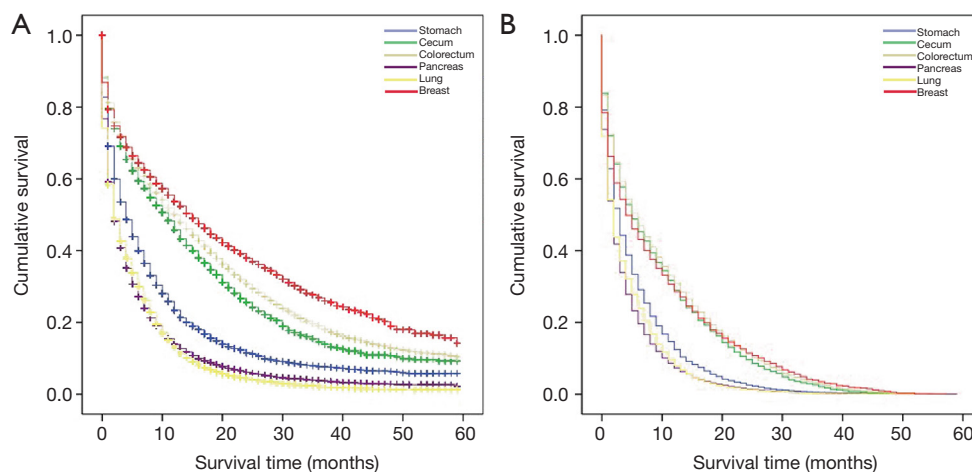 A
1.0
0.8
0.6
0.4
0.2
0.0
Cumulative survival
Stomach
Cecum
Colorectum
Pancreas
Lung
Breast
0 10 20 30 40 50 60
Survival time (months)
B
1.0
0.8
0.6
0.4
0.2
0.0
Cumulative survival
Stomach
Cecum
Colorectum
Pancreas
Lung
Breast
0 10 20 30 40 50 60
Survival time (months)